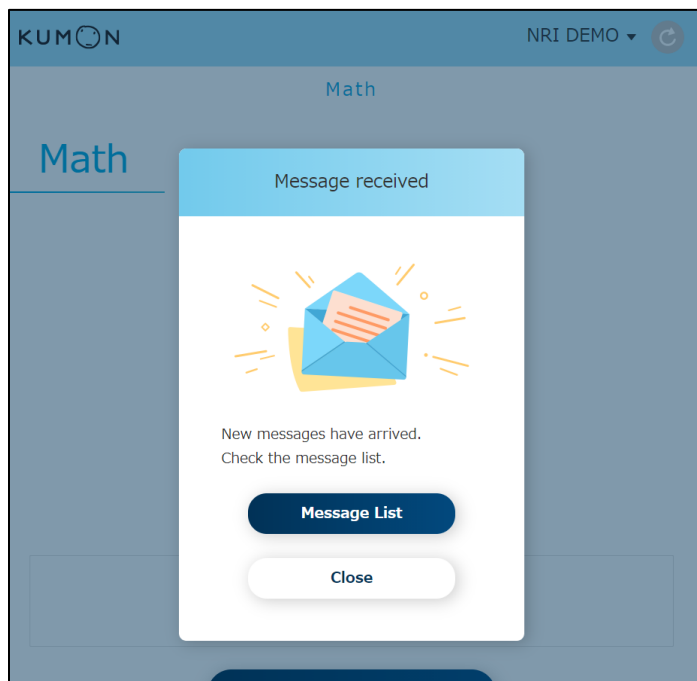 KUMON
NRI DEMO
Math
Math
Message received
New messages have arrived.
Check the message list.
Message List
Close